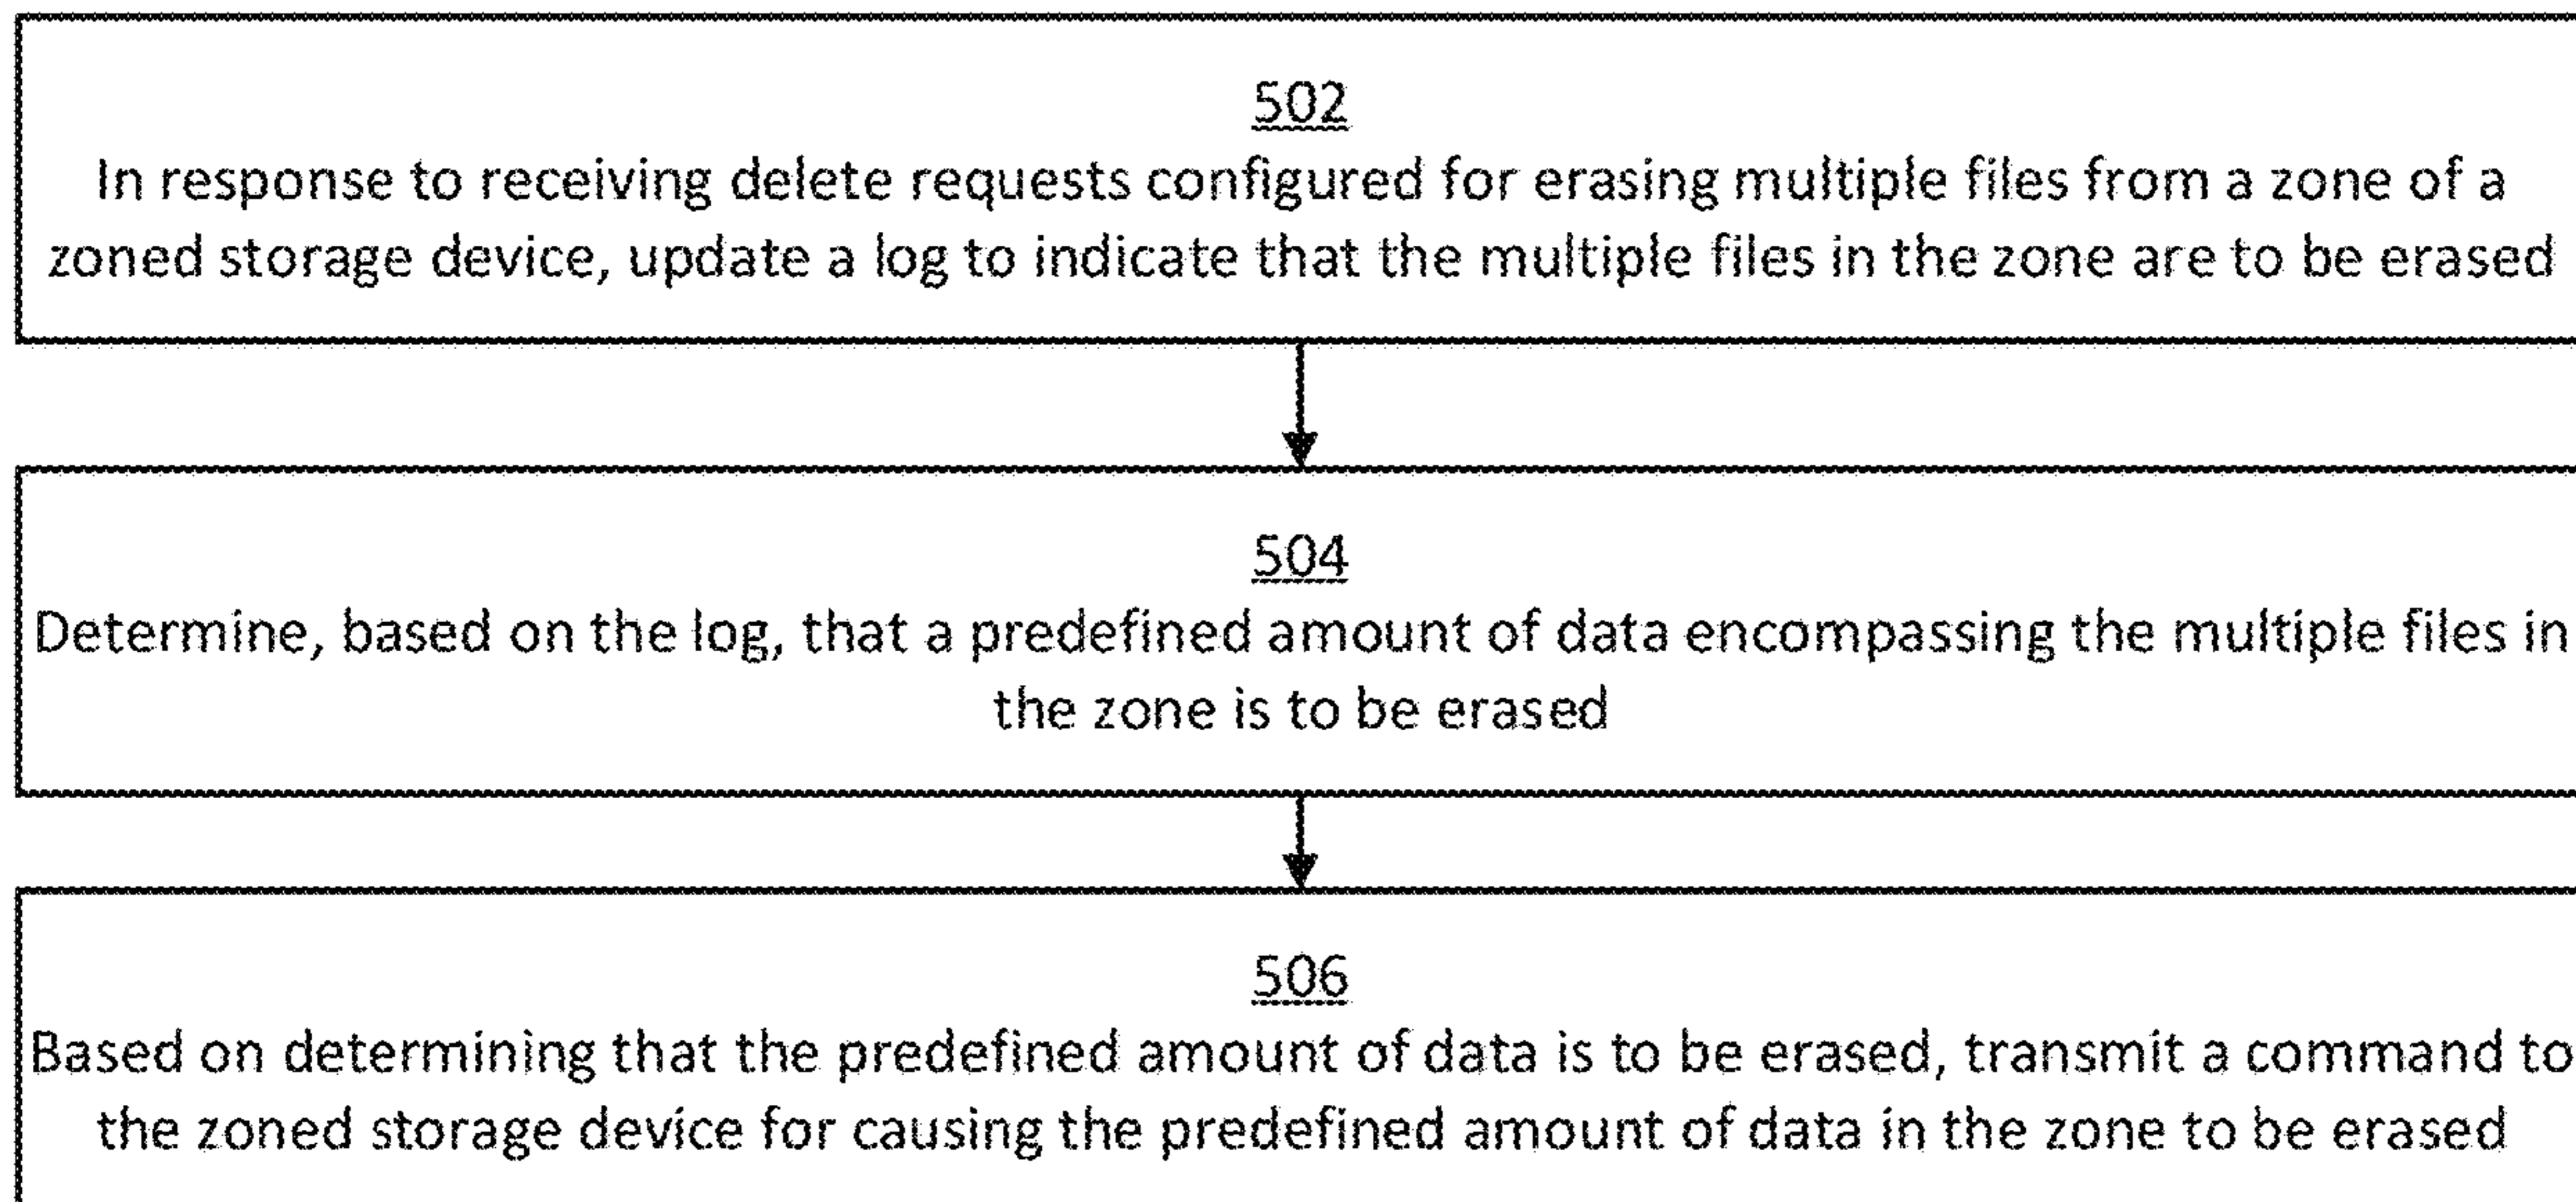 502
In response to receiving delete requests configured for erasing multiple files from a zone of a
zoned storage device, update a log to indicate that the multiple files in the zone are to be erased
504
Determine, based on the log, that a predefined amount of data encompassing the multiple files in
the zone is to be erased
506
Based on determining that the predefined amount of data is to be erased, transmit a command to
the zoned storage device for causing the predefined amount of data in the zone to be erased